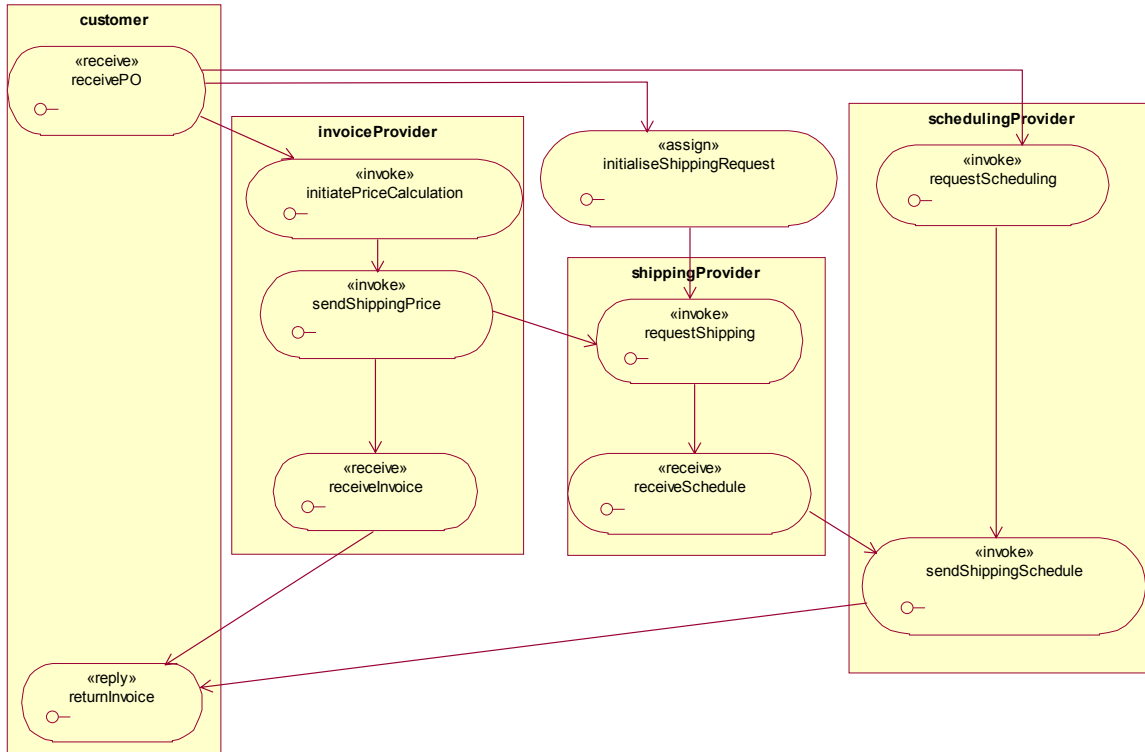 customer
«receive»
receivePO
invoiceProvider
«invoke»
initiatePriceCalculation
«invoke»
sendShippingPrice
«receive»
receiveInvoice
«assign»
initialiseShippingRequest
shippingProvider
«invoke»
requestShipping
«receive»
receiveSchedule
schedulingProvider
«invoke»
requestScheduling
«invoke»
sendShippingSchedule
«reply»
returnInvoice